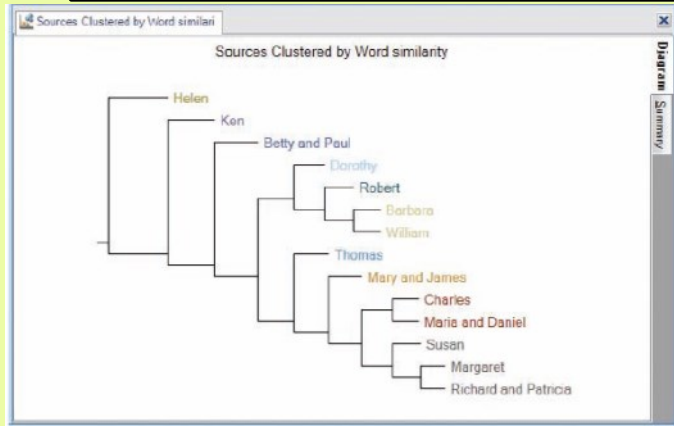 Sources Clustered by Word similari
Sources Clustered by Word similarity
Diagram
Summary
Helen
Ken
Betty and Paul
Dorothy
Robert
Barbara
William
Thomas
Mary and James
Charles
Maria and Daniel
Susan
Margaret
Richard and Patricia